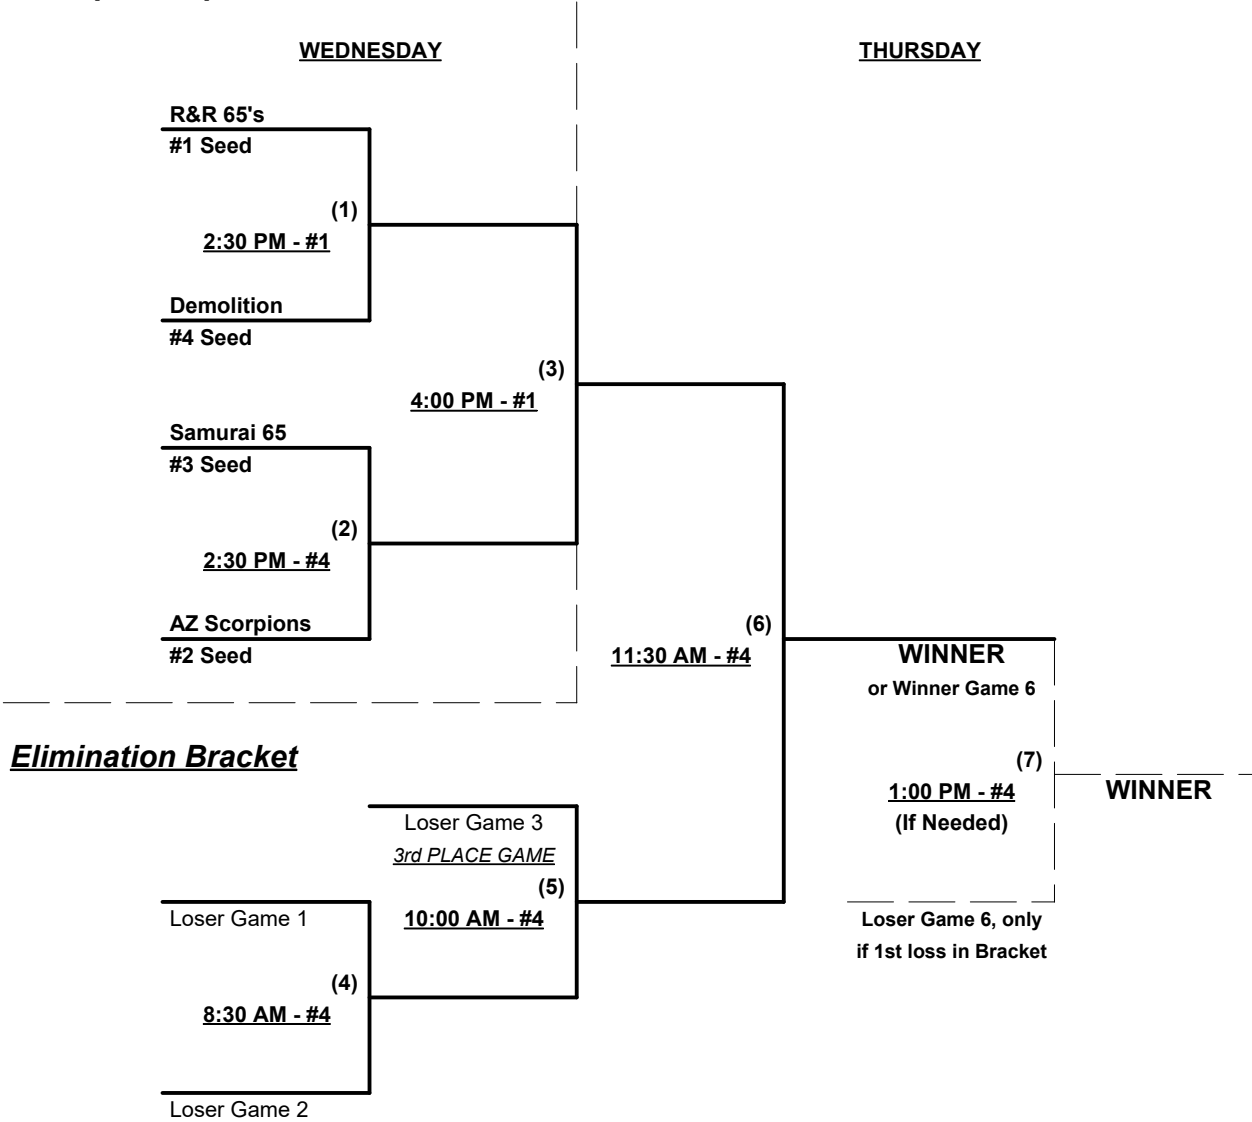 WEDNESDAY
THURSDAY
R&R 65's
#1 Seed
(1)
2:30 PM - #1
Demolition
#4 Seed
(3)
4:00 PM - #1
Samurai 65
#3 Seed
(2)
2:30 PM - #4
AZ Scorpions
#2 Seed
(6)
11:30 AM - #4
WINNER
or Winner Game 6
(7)
1:00 PM - #4
(If Needed)
WINNER
Loser Game 6, only
if 1st loss in Bracket
Elimination Bracket
Loser Game 3
3rd PLACE GAME
(5)
10:00 AM - #4
Loser Game 1
(4)
8:30 AM - #4
Loser Game 2